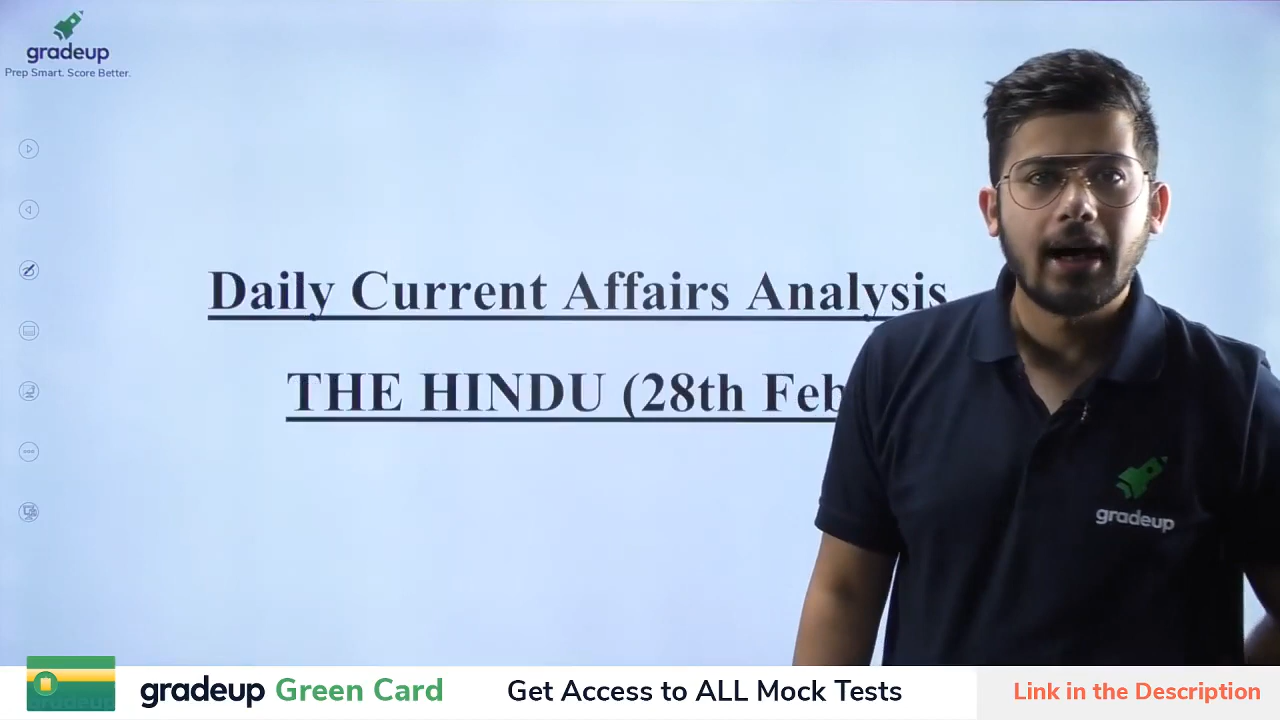 gradeup
Prep Smart. Score Better.
Daily Current Affairs Analysis
THE HINDU (28th Feb
gradeup
gradeup Green Card
Get Access to ALL Mock Tests
Link in the Description